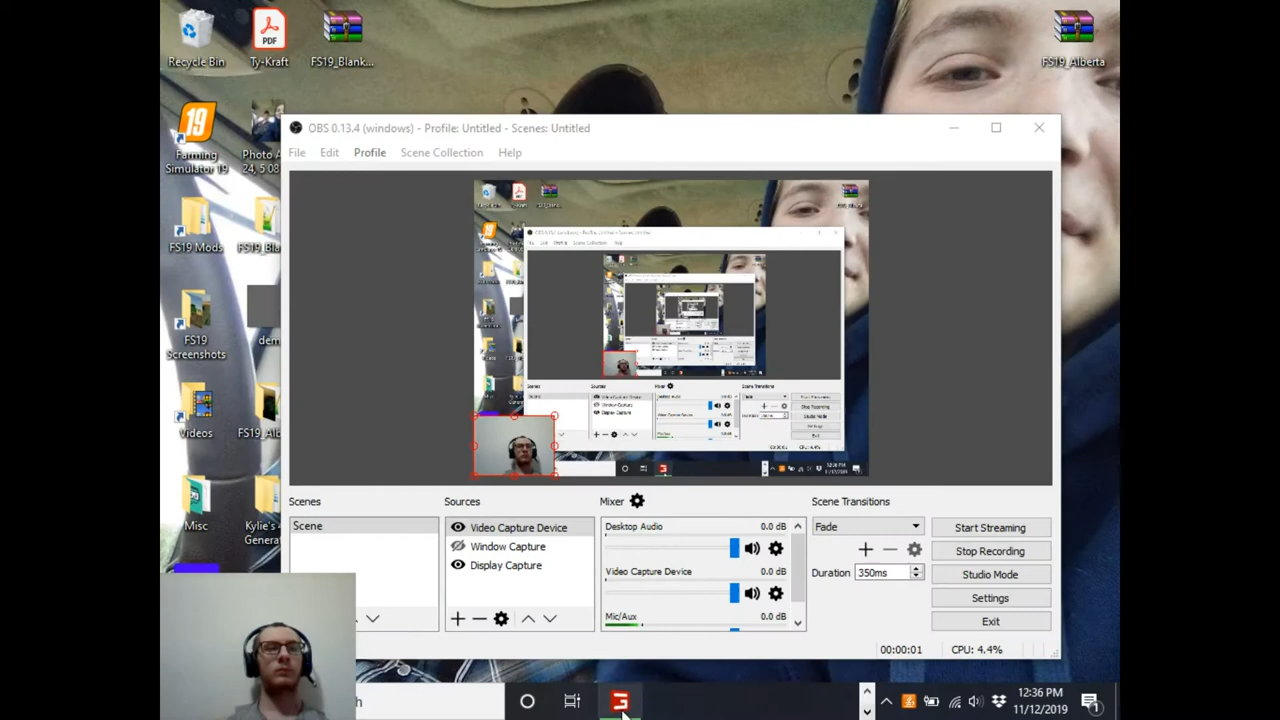 Recycle Bin
Ty-Kraft
FS19_Blank...
FS19_Alberta
Farming
Simulator 19
Photo A
24, 5 08
FS19 Mods
FS19_Bla
FS19
Screenshots
dem
Videos
FS19_Alb
Misc
Kylie's
Genera
OBS 0.13.4 (windows) - Profile: Untitled - Scenes: Untitled
File Edit Profile Scene Collection Help
Scenes
Scene
Sources
Video Capture Device
Window Capture
Display Capture
Mixer
Desktop Audio 0.0 dB
Video Capture Device 0.0 dB
Mic/Aux 0.0 dB
Scene Transitions
Fade
Duration 350ms
Start Streaming
Stop Recording
Studio Mode
Settings
Exit
00:00:01 CPU: 4.4%
h
12:36 PM
11/12/2019
1